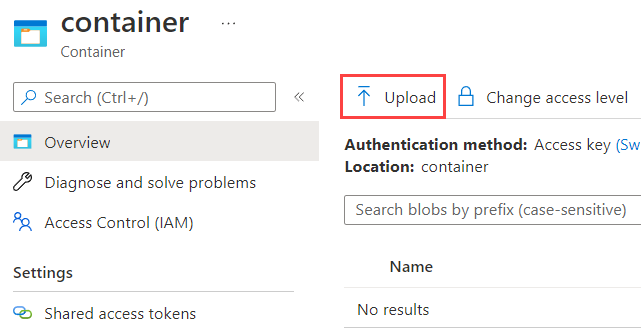 container ...
Container
Search (Ctrl+/) «
Overview
Diagnose and solve problems
Access Control (IAM)
Settings
Shared access tokens
Upload Change access level
Authentication method: Access key (Sw
Location: container
Search blobs by prefix (case-sensitive)
Name
No results